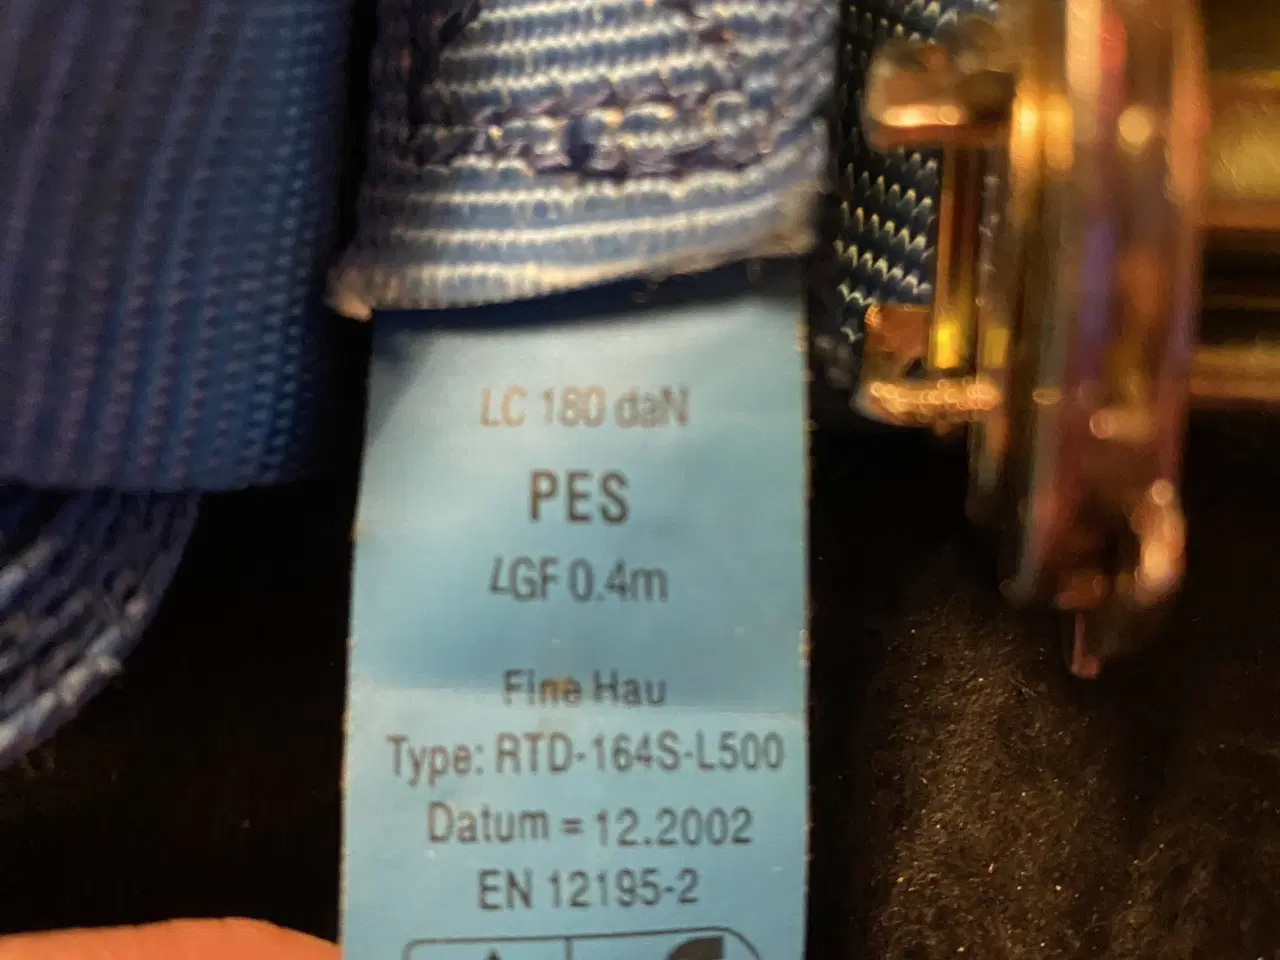 LC 180 daN
PES
LGF 0.4m
Fine Hau
Type: RTD-164S-L500
Datum = 12.2002
EN 12195-2